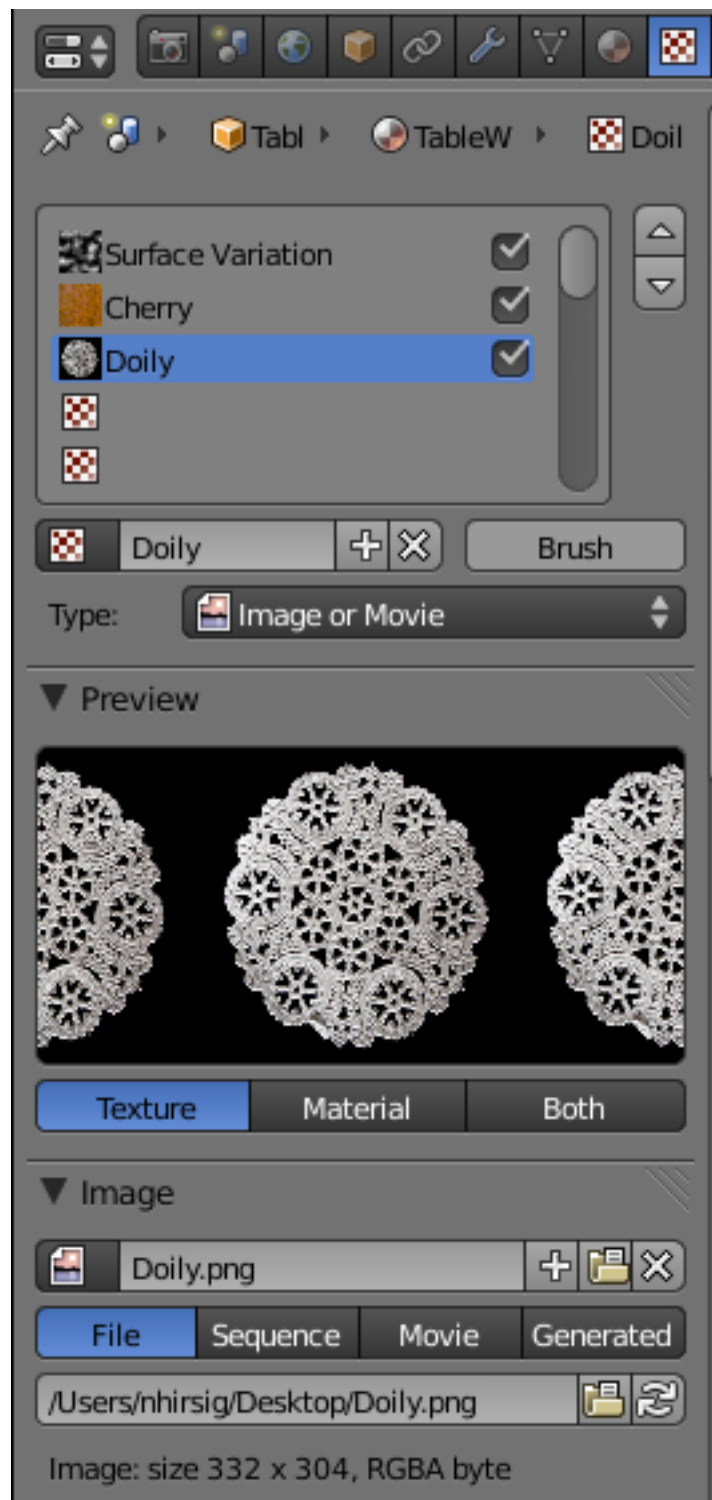 Tabl TableW Doil
Surface Variation
Cherry
Doily
Doily Brush
Type: Image or Movie
Preview
Texture Material Both
Image
Doily.png
File Sequence Movie Generated
/Users/nhirsig/Desktop/Doily.png
Image: size 332 x 304, RGBA byte